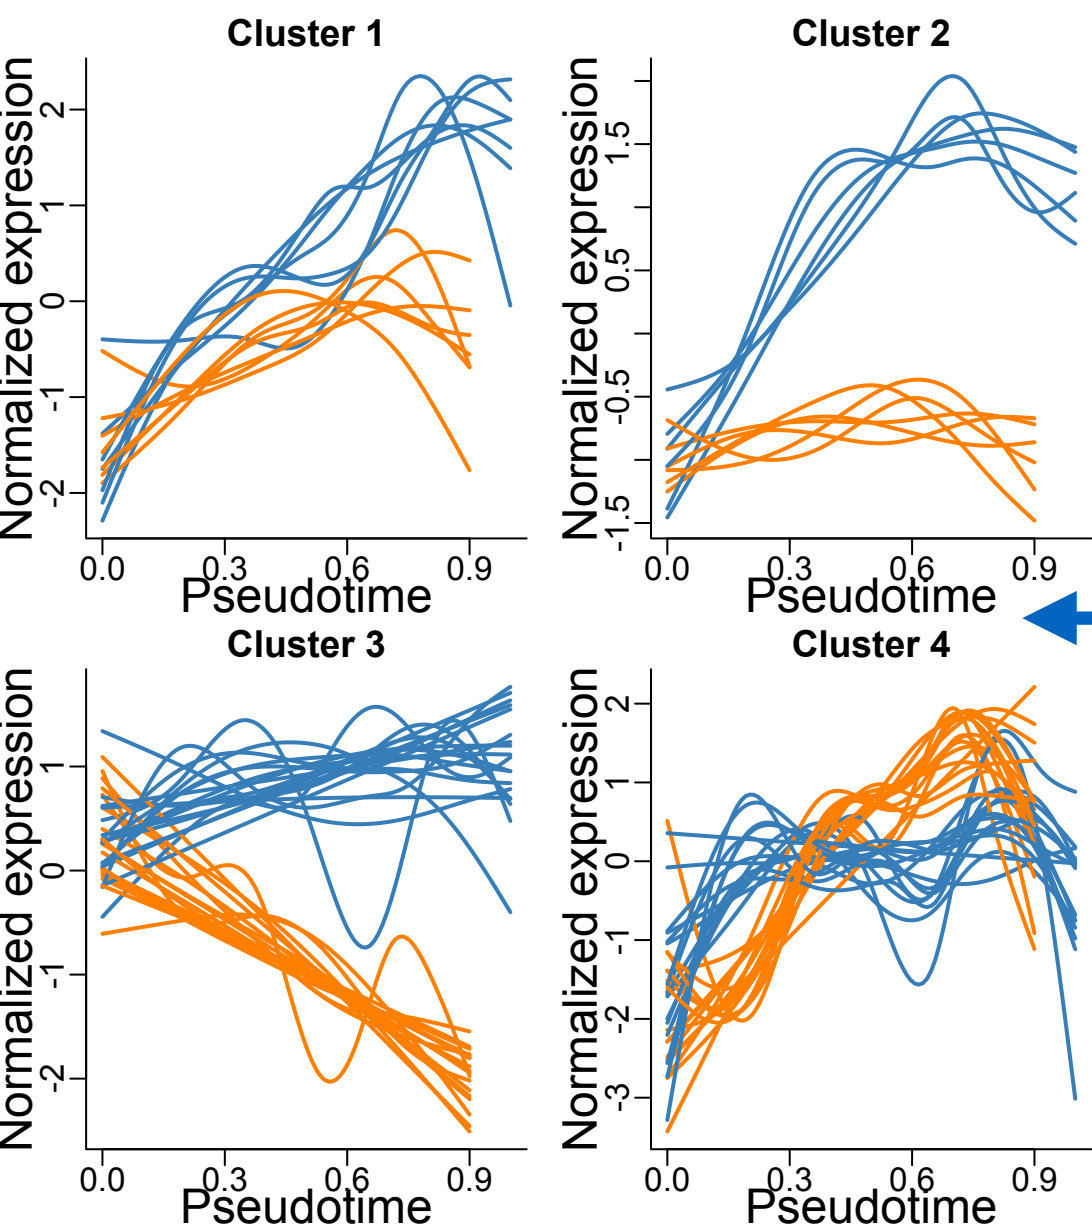 Cluster 1
Normalized expression
2
1
0
-1
-2
0.0 0.3 0.6 0.9
Pseudotime
Cluster 2
Normalized expression
1.5
0.5
-0.5
-1.5
0.0 0.3 0.6 0.9
Pseudotime
Cluster 3
Normalized expression
1
0
-1
-2
0.0 0.3 0.6 0.9
Pseudotime
Cluster 4
Normalized expression
2
1
0
-1
-2
-3
0.0 0.3 0.6 0.9
Pseudotime